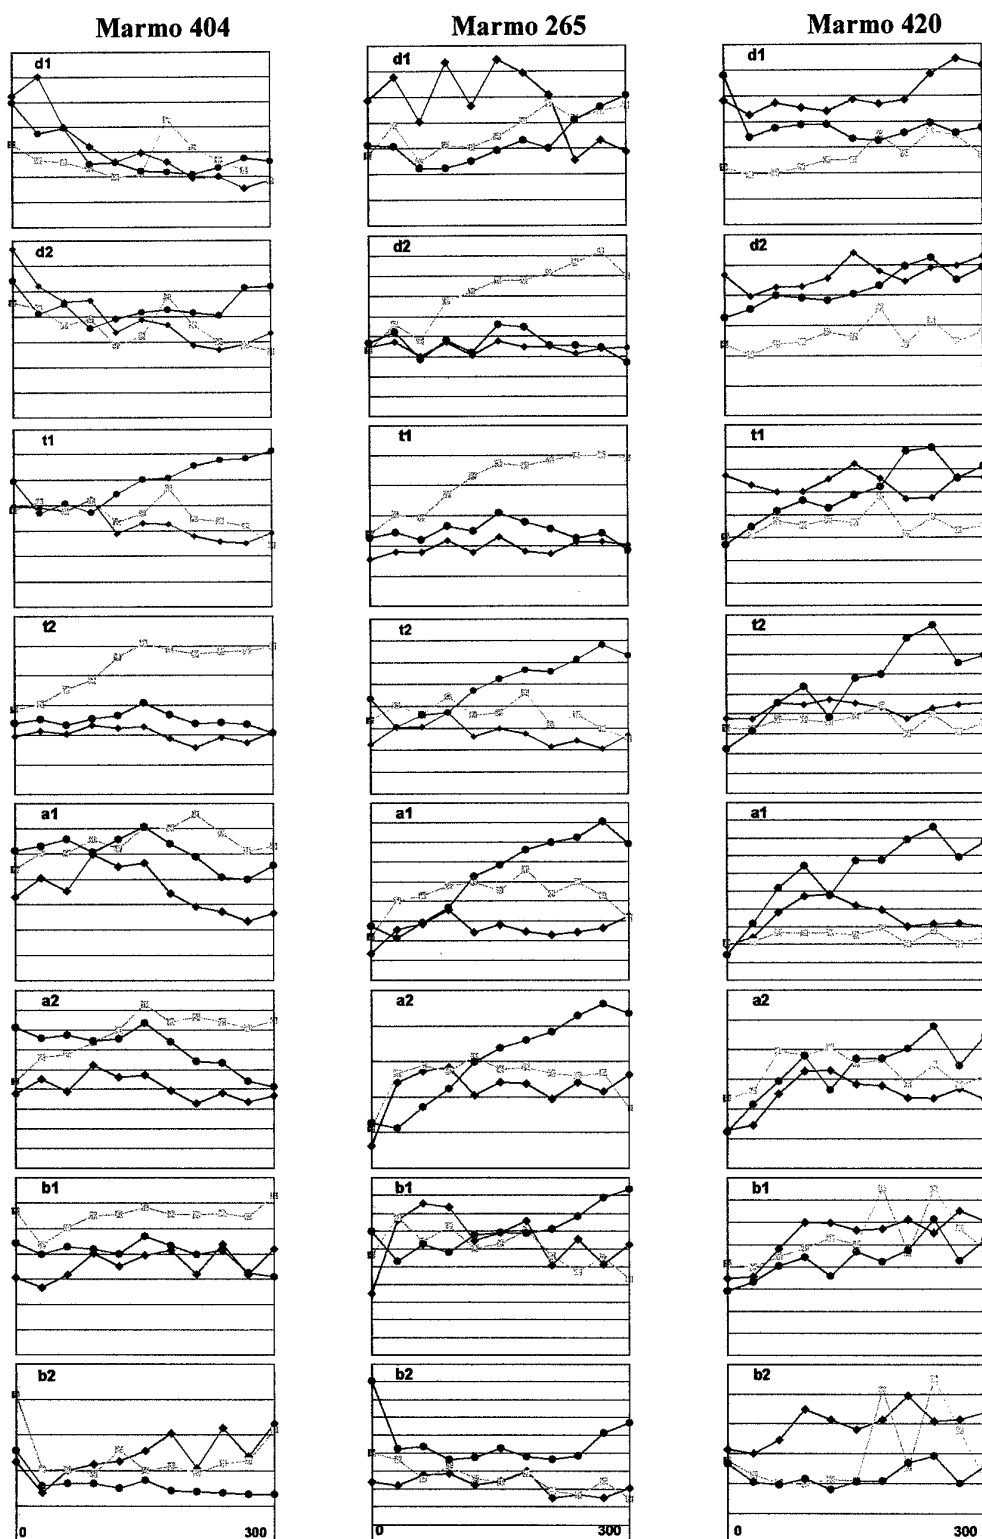 Marmo 404 Marmo 265 Marmo 420
d1 d1 d1
d2 d2 d2
t1 t1 t1
t2 t2 t2
a1 a1 a1
a2 a2 a2
b1 b1 b1
b2 b2 b2
0 300 0 300 0 300